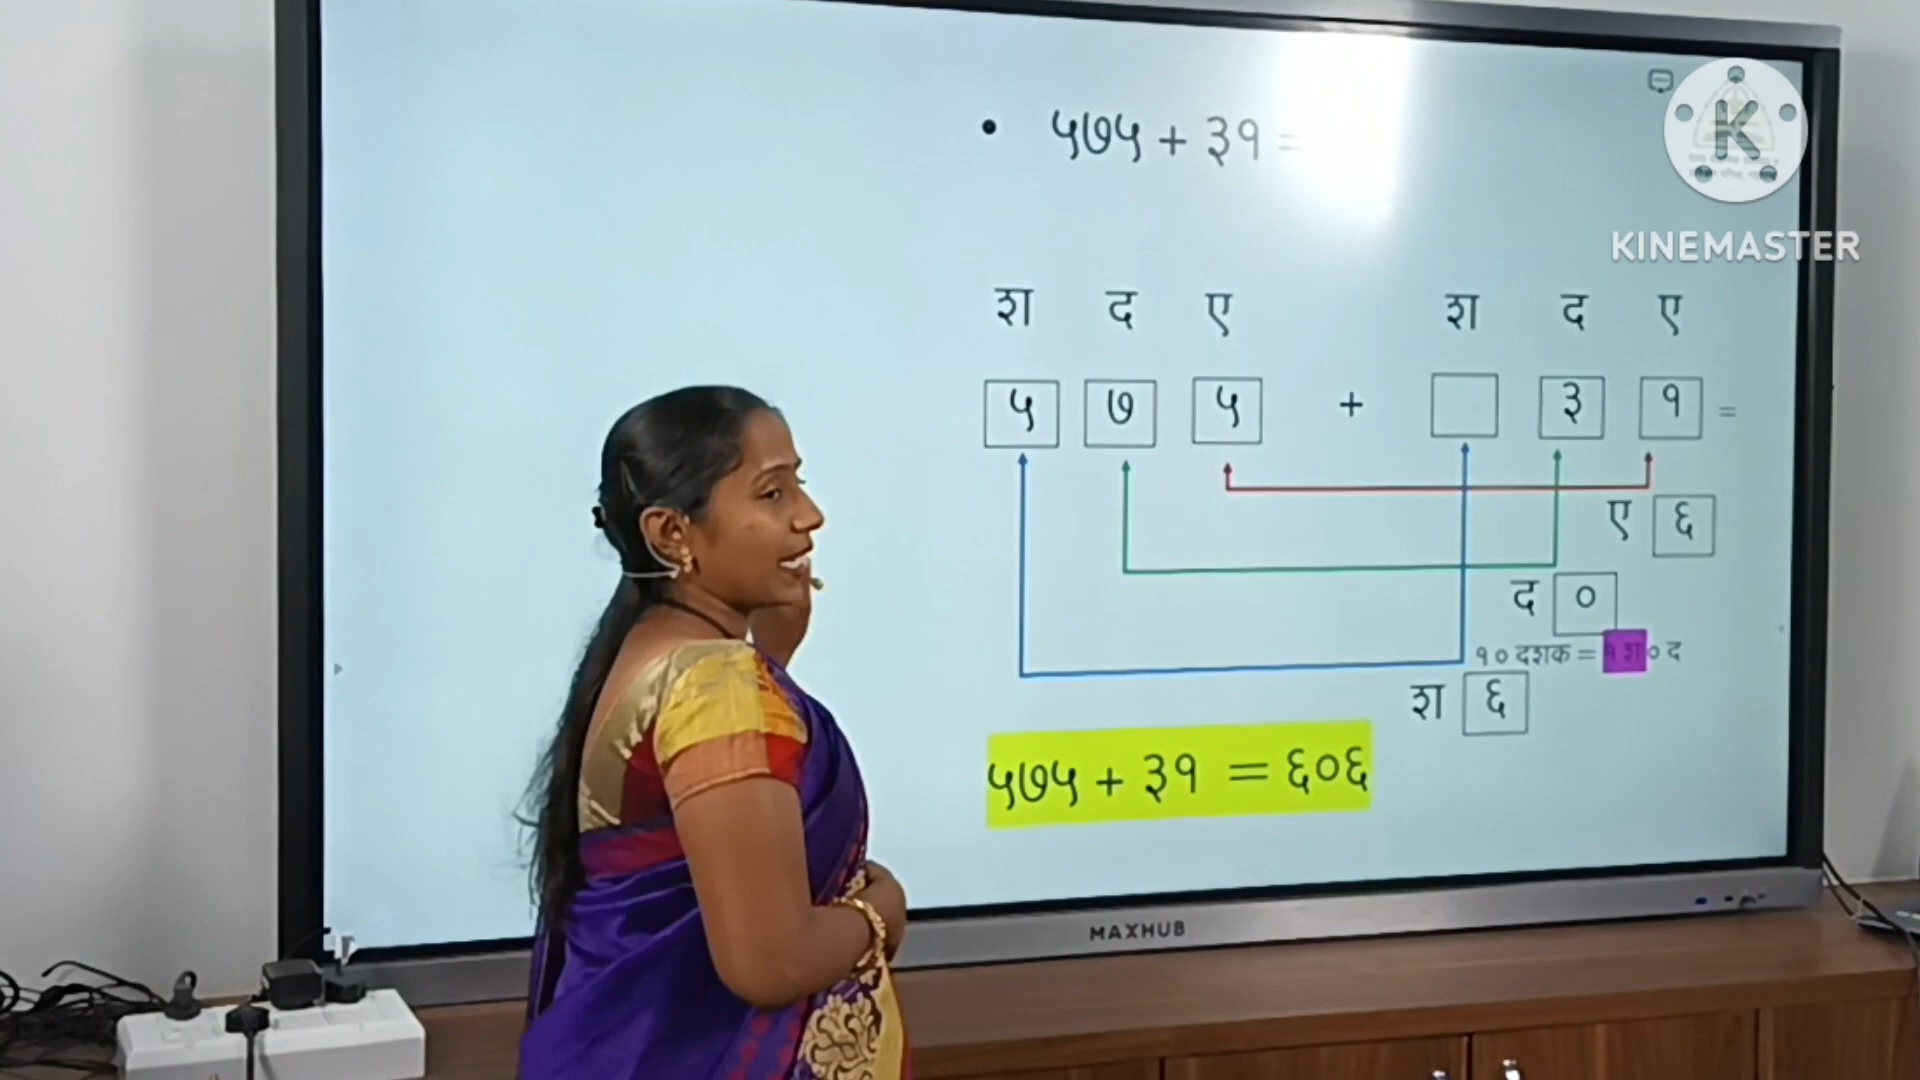 • ५७५ + ३१ =
K
KINEMASTER
श द ए श द ए
५ ७ ५ + ३ १ =
ए ६
द ०
१० दशक = १ श ० द
श ६
५७५ + ३१ = ६०६
MAXHUB